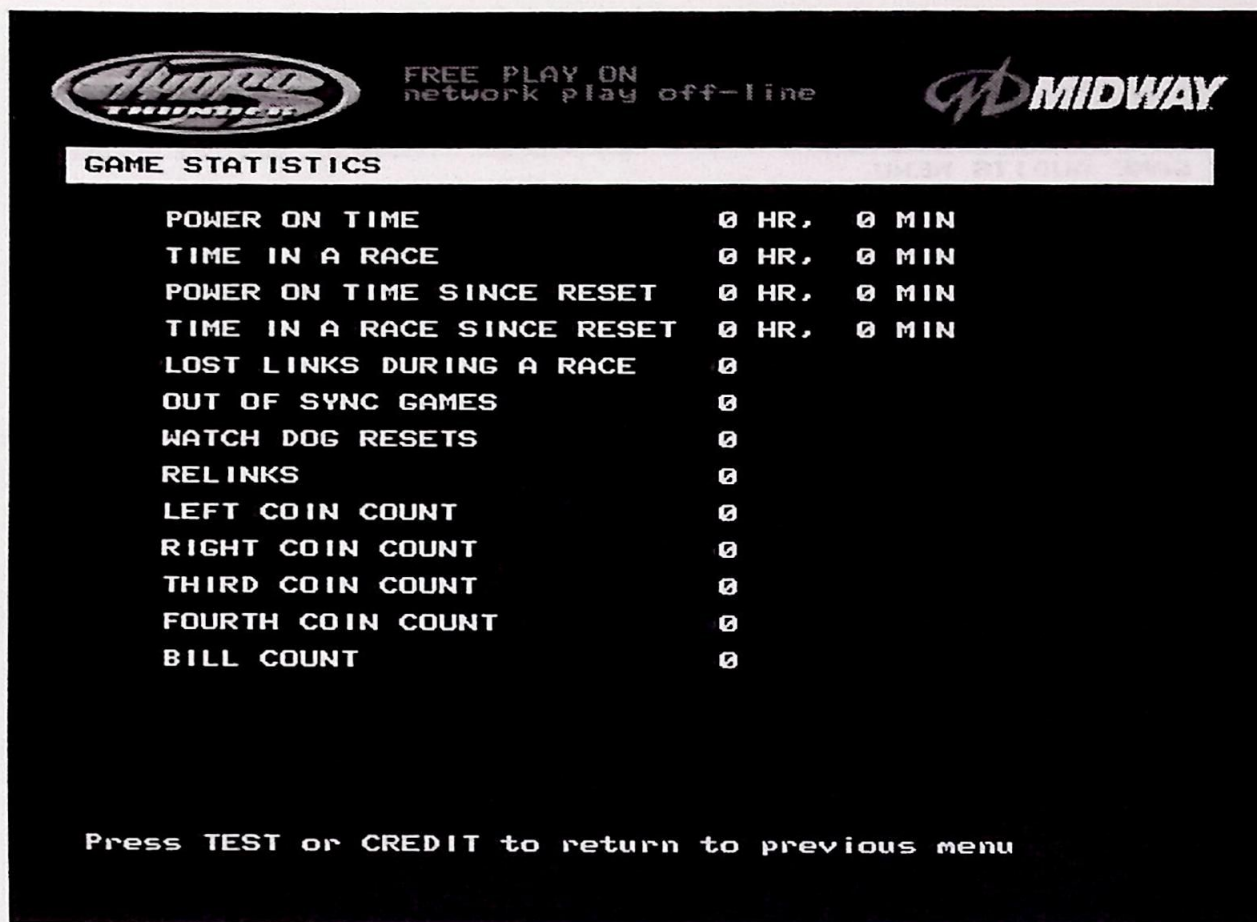 HYDRO
THUNDER
FREE PLAY ON
network play off-line
MIDWAY
GAME STATISTICS
POWER ON TIME 0 HR, 0 MIN
TIME IN A RACE 0 HR, 0 MIN
POWER ON TIME SINCE RESET 0 HR, 0 MIN
TIME IN A RACE SINCE RESET 0 HR, 0 MIN
LOST LINKS DURING A RACE 0
OUT OF SYNC GAMES 0
WATCH DOG RESETS 0
RELINKS 0
LEFT COIN COUNT 0
RIGHT COIN COUNT 0
THIRD COIN COUNT 0
FOURTH COIN COUNT 0
BILL COUNT 0
Press TEST or CREDIT to return to previous menu